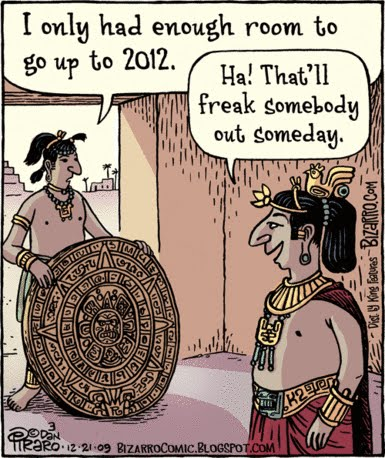 I only had enough room to
go up to 2012.
Ha! That'll
freak somebody
out someday.
Dist. by King Features - Bizarro.com
3
©Dan
Piraro · 12·21·09 BizarroComic.Blogspot.com